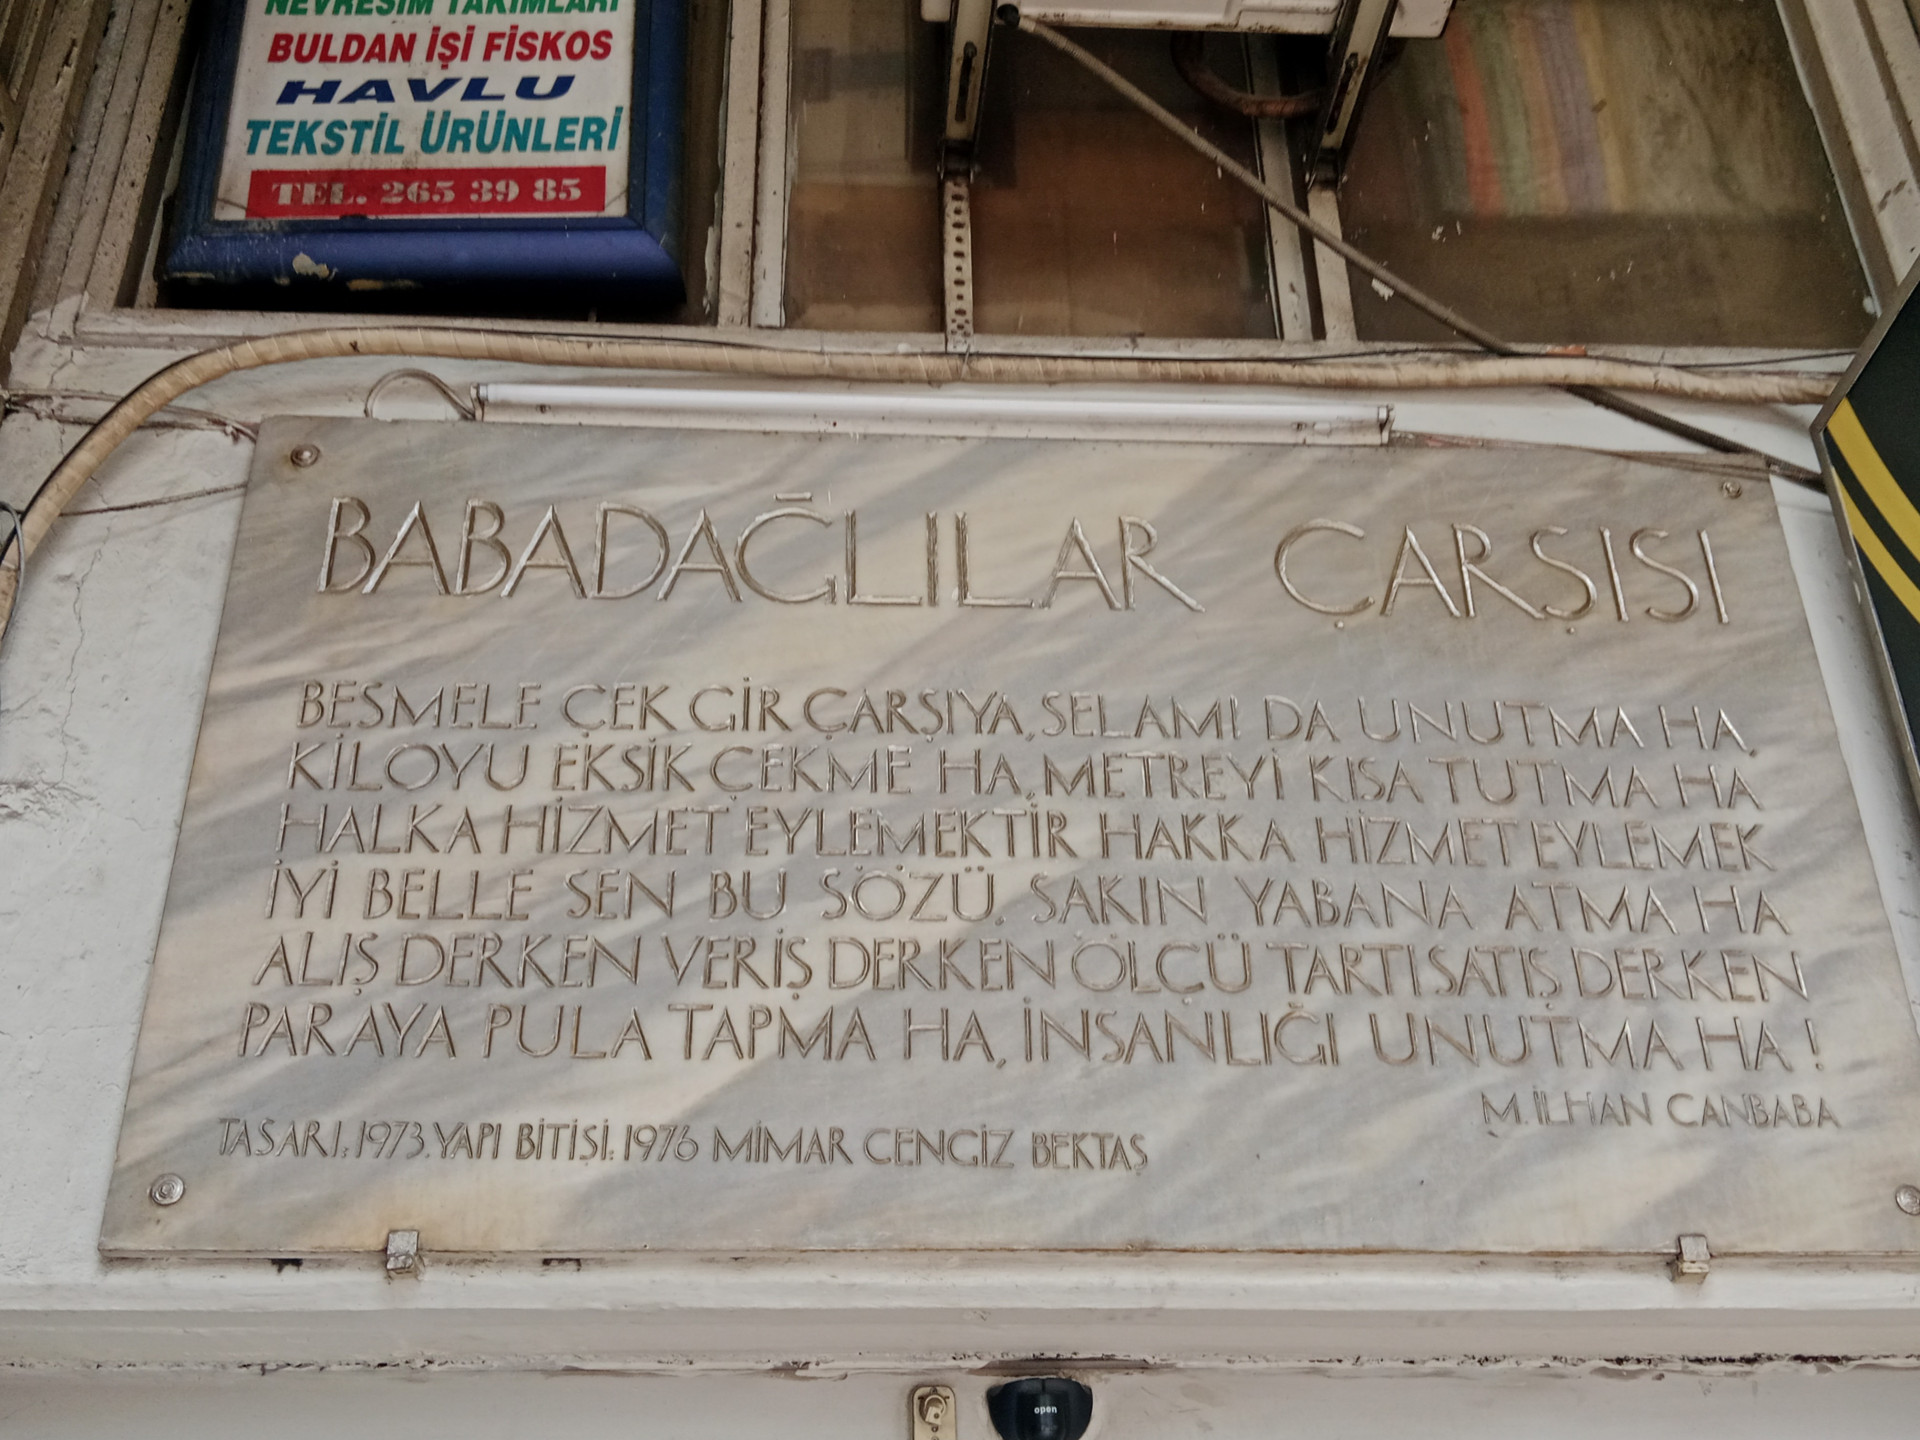 NEVRESİM TAKIMLARI
BULDAN İŞİ FİSKOS
HAVLU
TEKSTİL ÜRÜNLERİ
TEL. 265 39 85
BABADAĞLILAR ÇARŞISI
BESMELE ÇEK GİR ÇARŞIYA, SELAMI DA UNUTMA HA,
KİLOYU EKSİK ÇEKME HA, METREYİ KISA TUTMA HA
HALKA HİZMET EYLEMEKTİR HAKKA HİZMET EYLEMEK
İYİ BELLE SEN BU SÖZÜ, SAKIN YABANA ATMA HA
ALIŞ DERKEN VERİŞ DERKEN ÖLÇÜ TARTI SATIŞ DERKEN
PARAYA PULA TAPMA HA, İNSANLIĞI UNUTMA HA!
M. İLHAN CANBABA
TASARI: 1973. YAPI BİTİŞİ: 1976 MİMAR CENGİZ BEKTAŞ
open